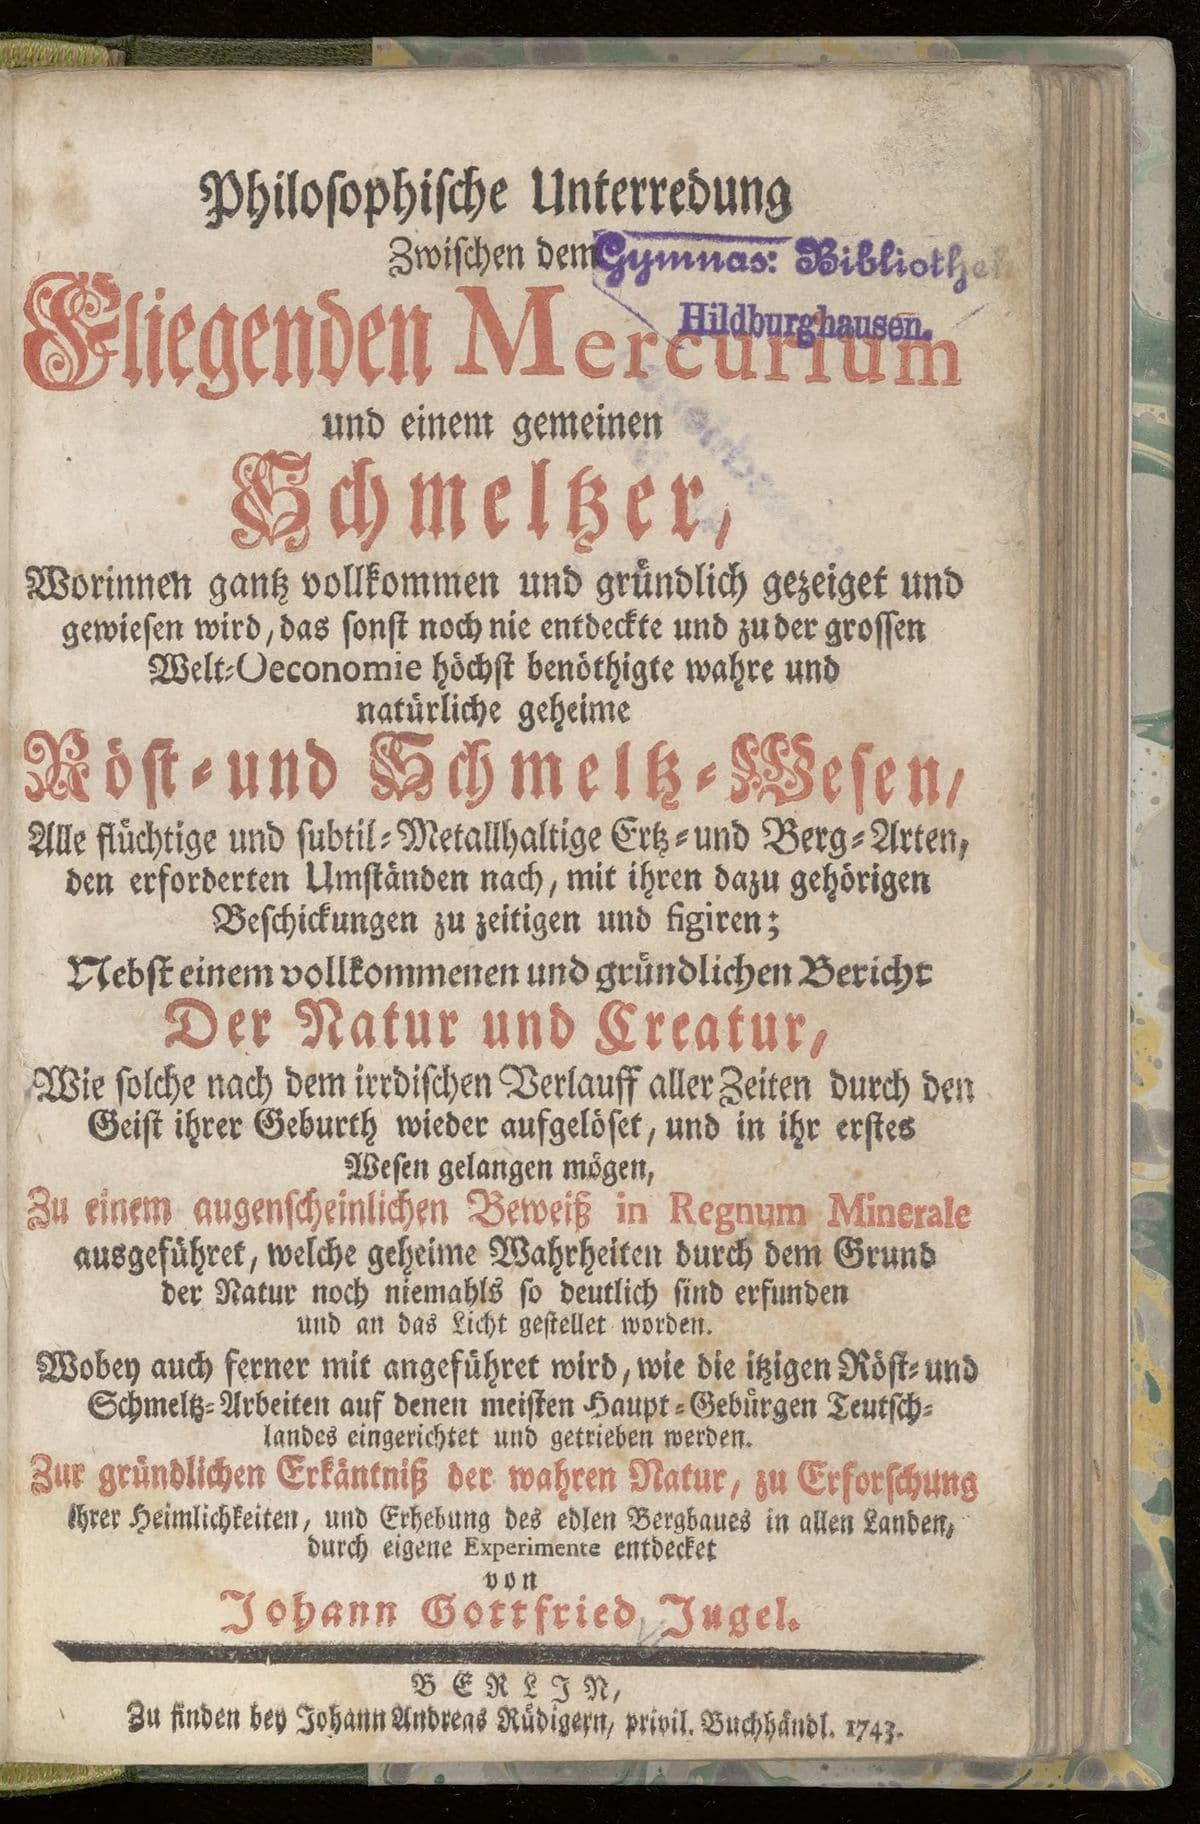 Philosophische Unterredung
Zwischen dem
Gymnas: Bibliothek
Hildburghausen.
Fliegenden Mercurium
und einem gemeinen
Schmeltzer,
Worinnen gantz vollkommen und gründlich gezeiget und
gewiesen wird, das sonst noch nie entdeckte und zu der grossen
Welt-Oeconomie höchst benöthigte wahre und
natürliche geheime
Röst- und Schmeltz-Wesen,
Alle flüchtige und subtil-Metallhaltige Ertz- und Berg-Arten,
den erforderten Umständen nach, mit ihren dazu gehörigen
Beschickungen zu zeitigen und figiren;
Nebst einem vollkommenen und gründlichen Bericht
Der Natur und Creatur,
Wie solche nach dem irrdischen Verlauff aller Zeiten durch den
Geist ihrer Geburth wieder aufgelöset, und in ihr erstes
Wesen gelangen mögen,
Zu einem augenscheinlichen Beweiß in Regnum Minerale
ausgeführet, welche geheime Wahrheiten durch dem Grund
der Natur noch niemahls so deutlich sind erfunden
und an das Licht gestellet worden.
Wobey auch ferner mit angeführet wird, wie die itzigen Röst- und
Schmeltz-Arbeiten auf denen meisten Haupt-Gebürgen Teutsch-
landes eingerichtet und getrieben werden.
Zur gründlichen Erkäntniß der wahren Natur, zu Erforschung
ihrer Heimlichkeiten, und Erhebung des edlen Bergbaues in allen Landen,
durch eigene Experimente entdecket
von
Johann Gottfried Jugel.
BERLIN,
Zu finden bey Johann Andreas Rüdigern, privil. Buchhändl. 1743.